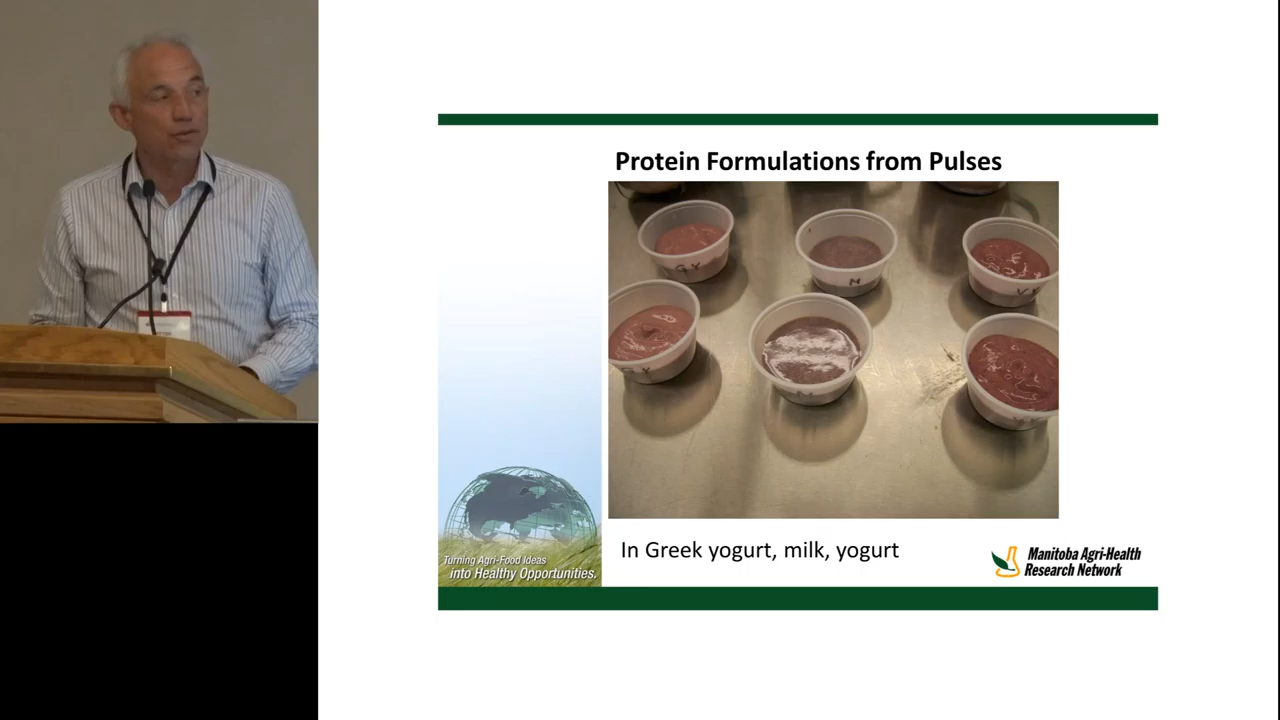 Protein Formulations from Pulses
GY
M
In Greek yogurt, milk, yogurt
Turning Agri-Food Ideas
into Healthy Opportunities.
Manitoba Agri-Health
Research Network